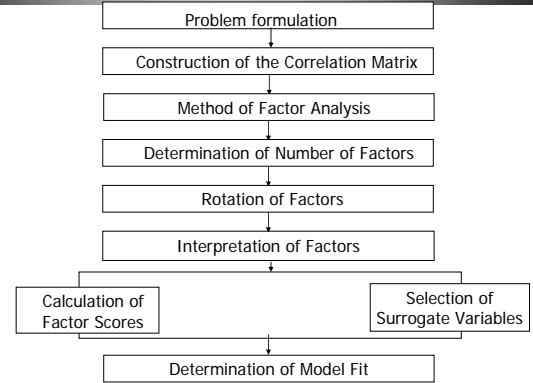 Problem formulation
Construction of the Correlation Matrix
Method of Factor Analysis
Determination of Number of Factors
Rotation of Factors
Interpretation of Factors
Calculation of
Factor Scores
Selection of
Surrogate Variables
Determination of Model Fit